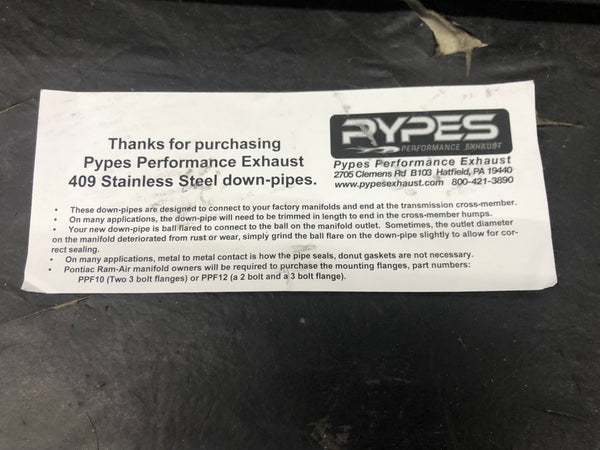 Thanks for purchasing
Pypes Performance Exhaust
409 Stainless Steel down-pipes.
PYPES
PERFORMANCE EXHAUST
Pypes Performance Exhaust
2705 Clemens Rd B103 Hatfield, PA 19440
www.pypesexhaust.com 800-421-3890
• These down-pipes are designed to connect to your factory manifolds and end at the transmission cross-member.
• On many applications, the down-pipe will need to be trimmed in length to end in the cross-member humps.
• Your new down-pipe is ball flared to connect to the ball on the manifold outlet. Sometimes, the outlet diameter
on the manifold deteriorated from rust or wear, simply grind the ball flare on the down-pipe slightly to allow for cor-
rect sealing.
• On many applications, metal to metal contact is how the pipe seals, donut gaskets are not necessary.
• Pontiac Ram-Air manifold owners will be required to purchase the mounting flanges, part numbers:
PPF10 (Two 3 bolt flanges) or PPF12 (a 2 bolt and a 3 bolt flange).